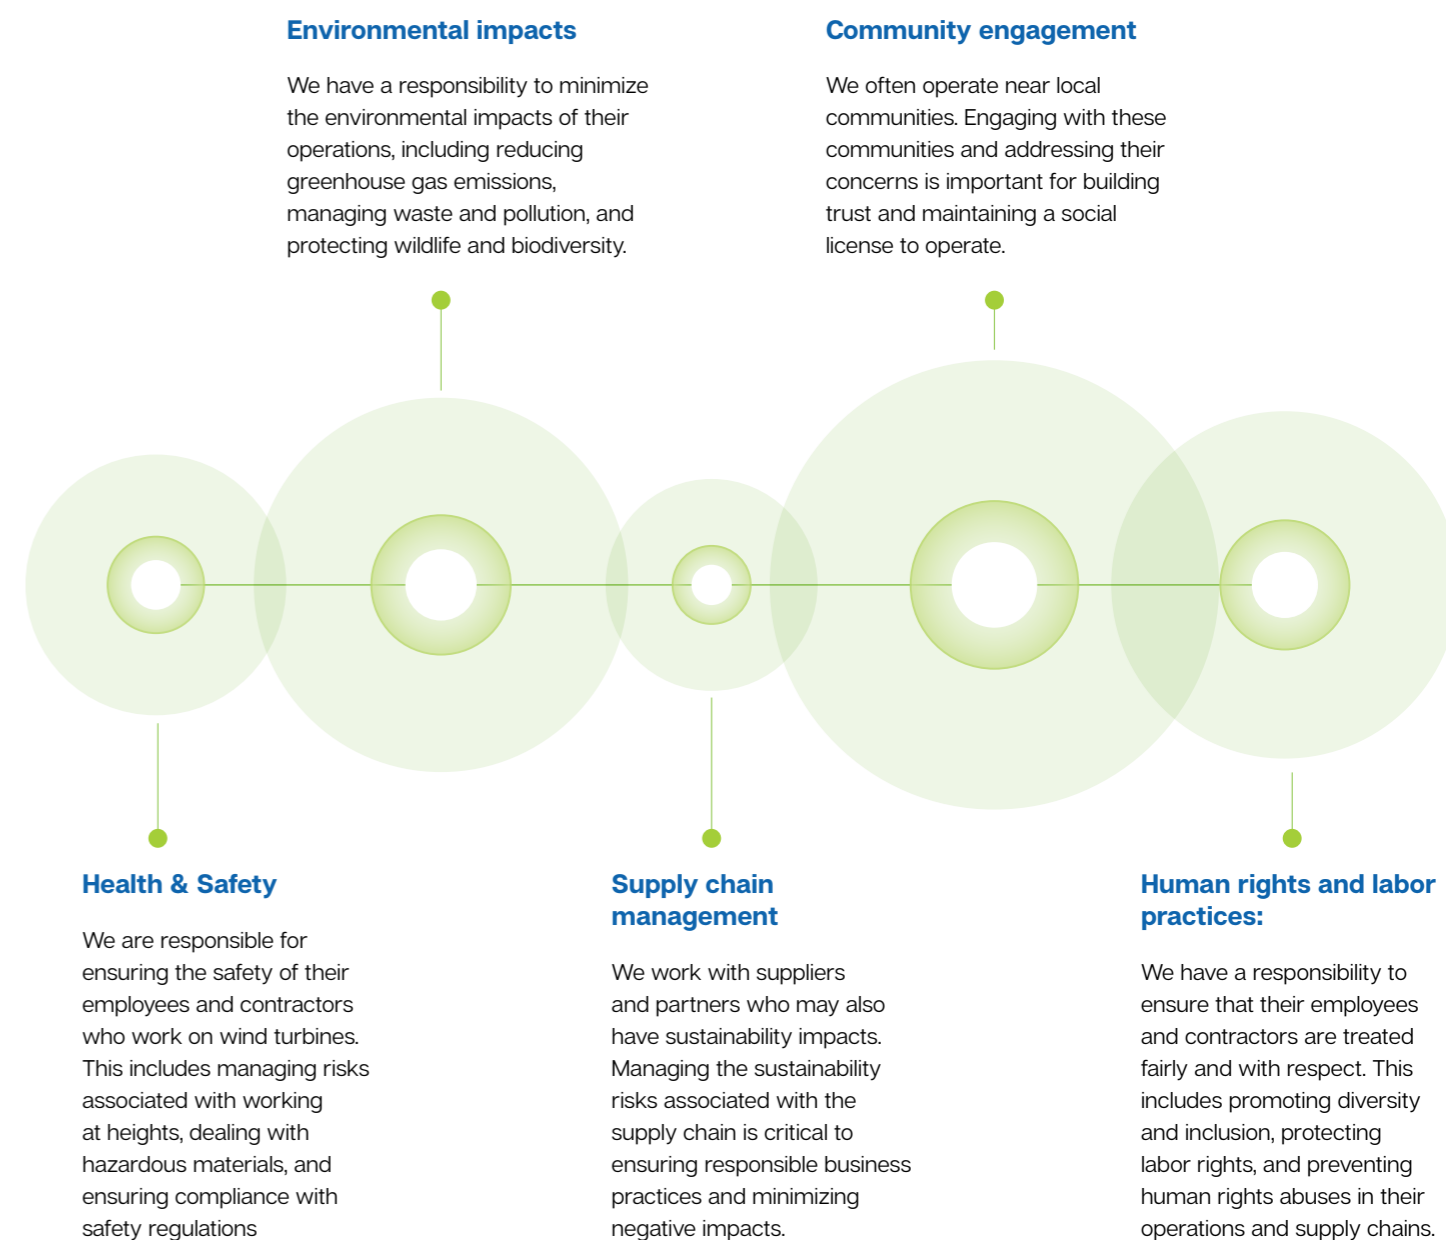 Environmental impacts
We have a responsibility to minimize
the environmental impacts of their
operations, including reducing
greenhouse gas emissions,
managing waste and pollution, and
protecting wildlife and biodiversity.
Community engagement
We often operate near local
communities. Engaging with these
communities and addressing their
concerns is important for building
trust and maintaining a social
license to operate.
Health & Safety
We are responsible for
ensuring the safety of their
employees and contractors
who work on wind turbines.
This includes managing risks
associated with working
at heights, dealing with
hazardous materials, and
ensuring compliance with
safety regulations
Supply chain
management
We work with suppliers
and partners who may also
have sustainability impacts.
Managing the sustainability
risks associated with the
supply chain is critical to
ensuring responsible business
practices and minimizing
negative impacts.
Human rights and labor
practices:
We have a responsibility to
ensure that their employees
and contractors are treated
fairly and with respect. This
includes promoting diversity
and inclusion, protecting
labor rights, and preventing
human rights abuses in their
operations and supply chains.